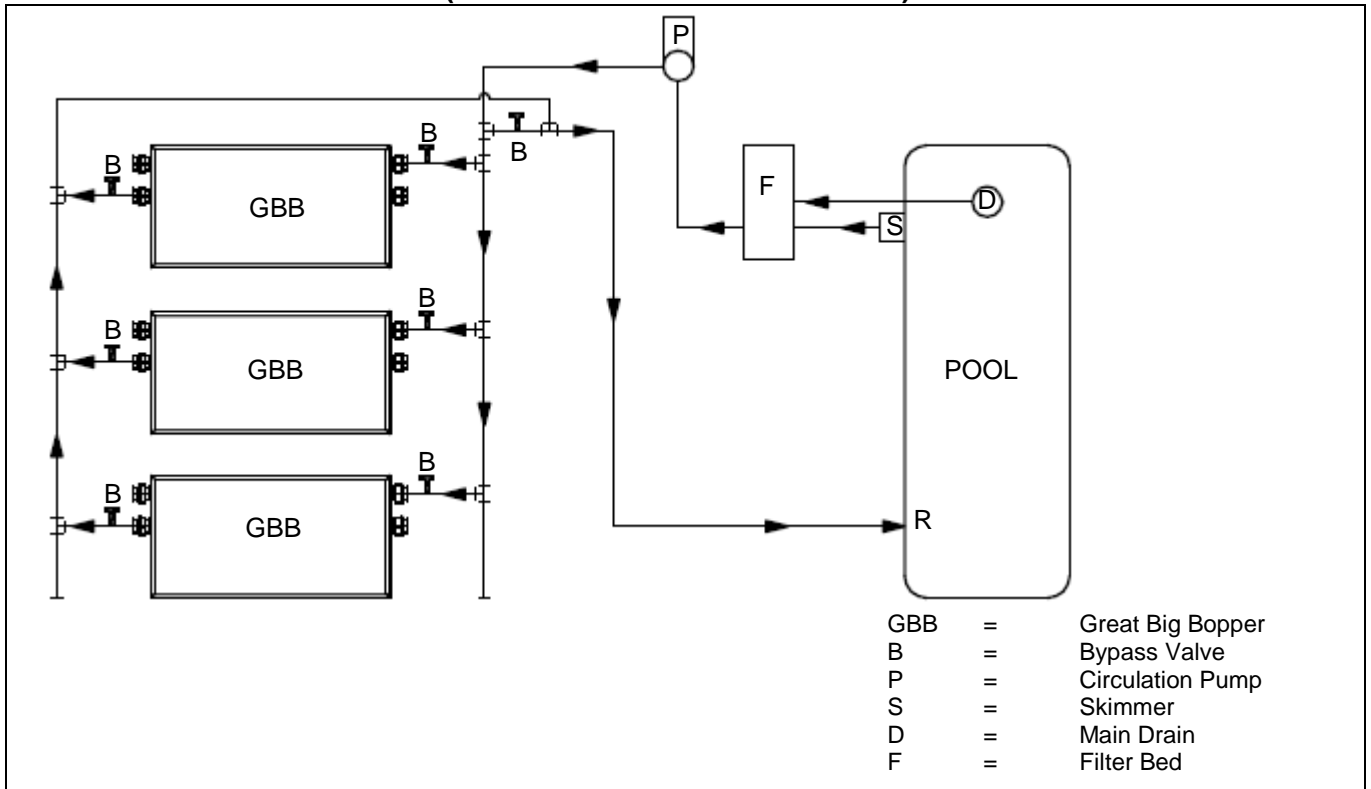 P
B
B
B
D
S
F
GBB
B
B
GBB
POOL
B
B
GBB
R
GBB = Great Big Bopper
B = Bypass Valve
P = Circulation Pump
S = Skimmer
D = Main Drain
F = Filter Bed